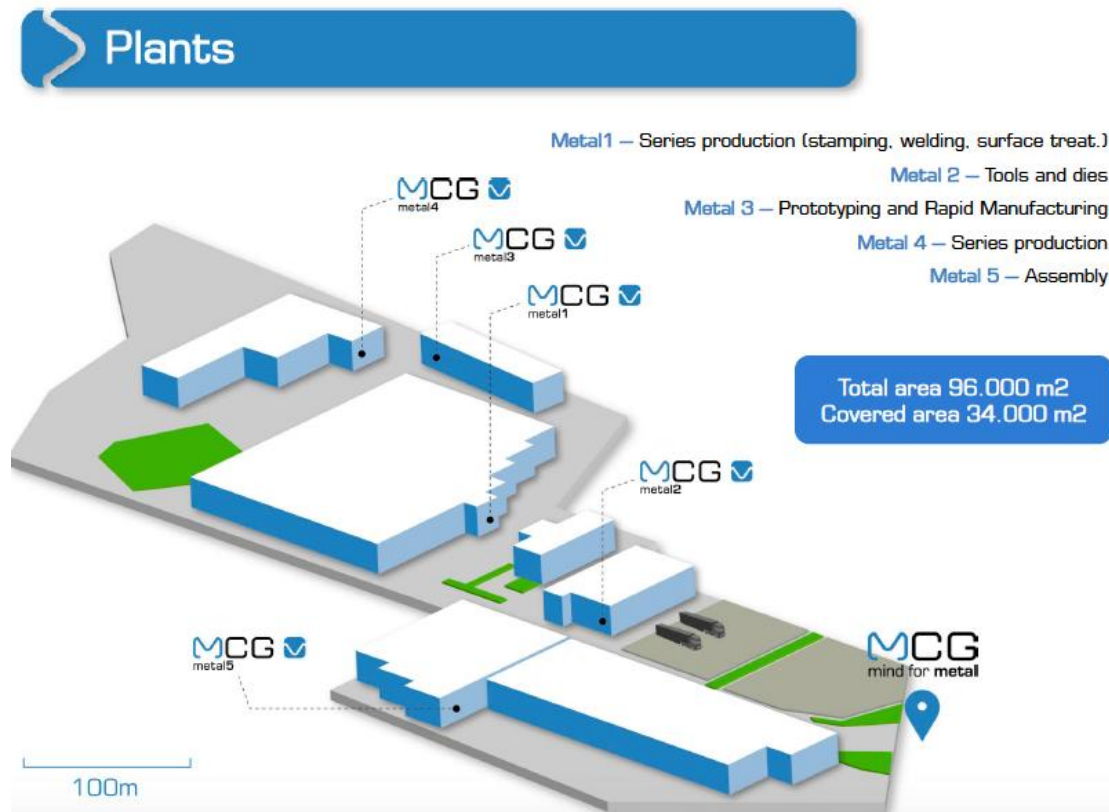 Plants
Metal1 – Series production (stamping, welding, surface treat.)
Metal 2 – Tools and dies
Metal 3 – Prototyping and Rapid Manufacturing
Metal 4 – Series production
Metal 5 – Assembly
MCG
metal4
MCG
metal3
MCG
metal1
Total area 96.000 m2
Covered area 34.000 m2
MCG
metal2
MCG
metal5
MCG
mind for metal
100m